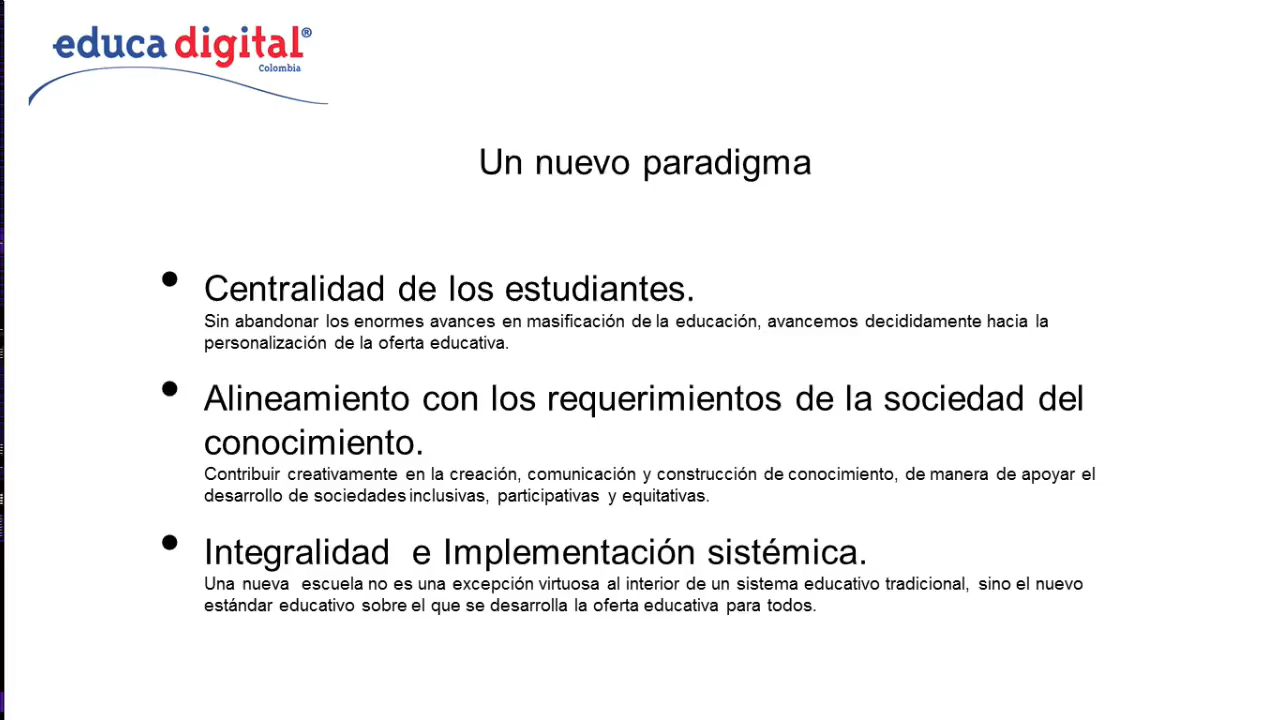 educa digital®
Colombia
Un nuevo paradigma
• Centralidad de los estudiantes.
Sin abandonar los enormes avances en masificación de la educación, avancemos decididamente hacia la
personalización de la oferta educativa.
• Alineamiento con los requerimientos de la sociedad del
conocimiento.
Contribuir creativamente en la creación, comunicación y construcción de conocimiento, de manera de apoyar el
desarrollo de sociedades inclusivas, participativas y equitativas.
• Integralidad e Implementación sistémica.
Una nueva escuela no es una excepción virtuosa al interior de un sistema educativo tradicional, sino el nuevo
estándar educativo sobre el que se desarrolla la oferta educativa para todos.